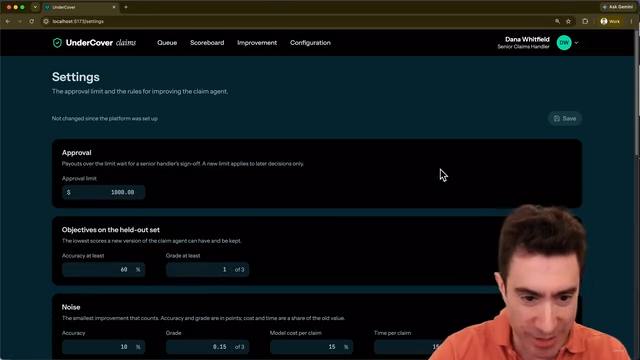 UnderCover
Ask Gemini
localhost:5173/settings
Work
UnderCover claims
Queue
Scoreboard
Improvement
Configuration
Dana Whitfield
Senior Claims Handler
DW
Settings
The approval limit and the rules for improving the claim agent.
Not changed since the platform was set up
Save
Approval
Payouts over the limit wait for a senior handler's sign-off. A new limit applies to later decisions only.
Approval limit
$ 1000.00
Objectives on the held-out set
The lowest scores a new version of the claim agent can have and be kept.
Accuracy at least
Grade at least
60 %
1 of 3
Noise
The smallest improvement that counts. Accuracy and grade are in points; cost and time are a share of the old value.
Accuracy
Grade
Model cost per claim
Time per claim
10 %
0.15 of 3
15 %
15